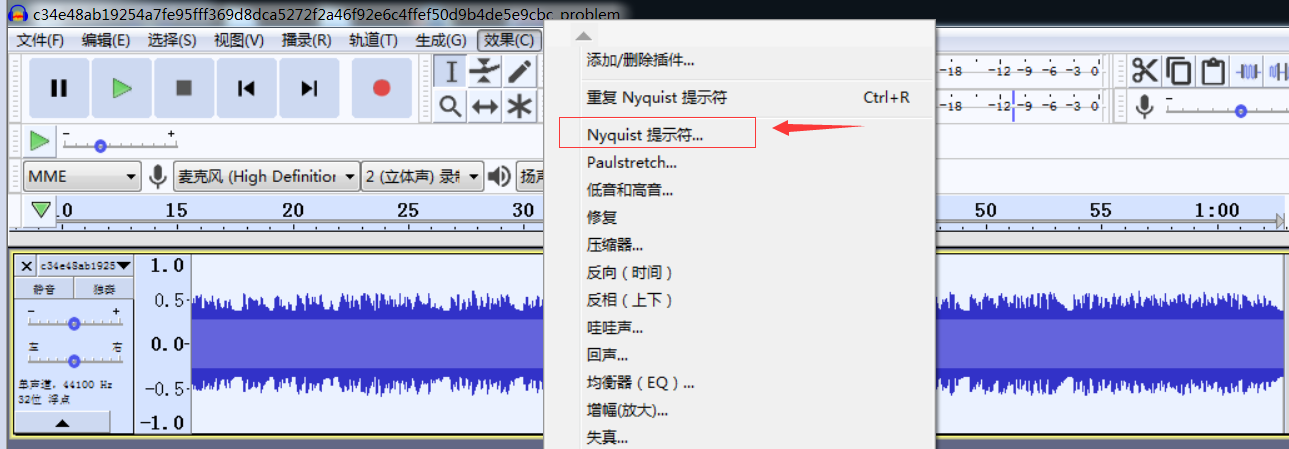 c34e48ab19254a7fe95fff369d8dca5272f2a46f92e6c4ffef50d9b4de5e9cbc_problem
文件(F) 编辑(E) 选择(S) 视图(V) 播录(R) 轨道(T) 生成(G) 效果(C)
添加/删除插件...
重复 Nyquist 提示符 Ctrl+R
Nyquist 提示符...
Paulstretch...
低音和高音...
修复
压缩器...
反向（时间）
反相（上下）
哇哇声...
回声...
均衡器（EQ）...
增幅(放大)...
失真...
-18 -12 -9 -6 -3 0
-18 -12 -9 -6 -3 0
- +
MME 麦克风 (High Definition 2 (立体声) 录制 扬声
.0 15 20 25 30 50 55 1:00
c34e48ab1925
静音 独奏
- +
左 右
单声道, 44100 Hz
32位 浮点
1.0
0.5-
0.0-
-0.5-
-1.0